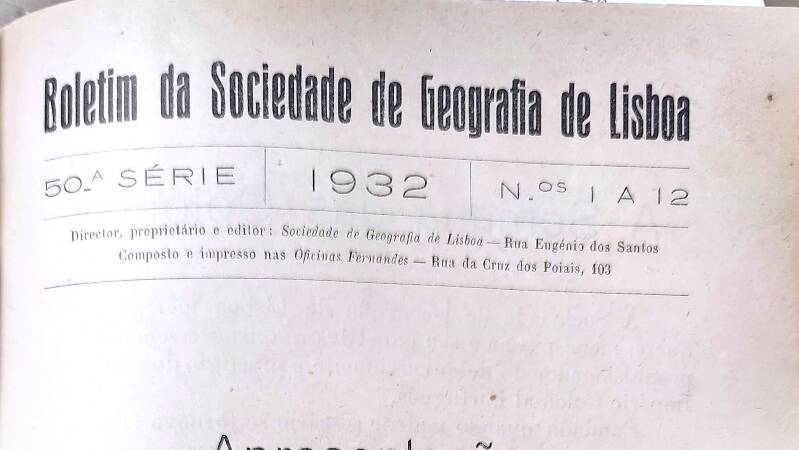 Boletim da Sociedade de Geografia de Lisboa
50.ª SÉRIE 1932 N.ºˢ 1 A 12
Director, proprietário e editor: Sociedade de Geografia de Lisboa — Rua Eugénio dos Santos
Composto e impresso nas Oficinas Fernandes — Rua da Cruz dos Poiais, 103